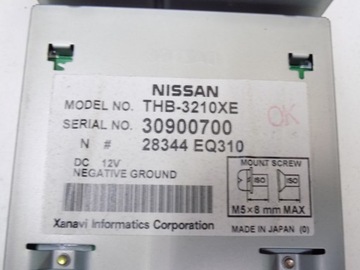 NISSAN
MODEL NO. THB-3210XE
SERIAL NO. 30900700
N # 28344 EQ310
DC 12V
NEGATIVE GROUND
MOUNT SCREW
ISO ISO
M5×8 mm MAX
Xanavi Informatics Corporation
MADE IN JAPAN (0)
OK